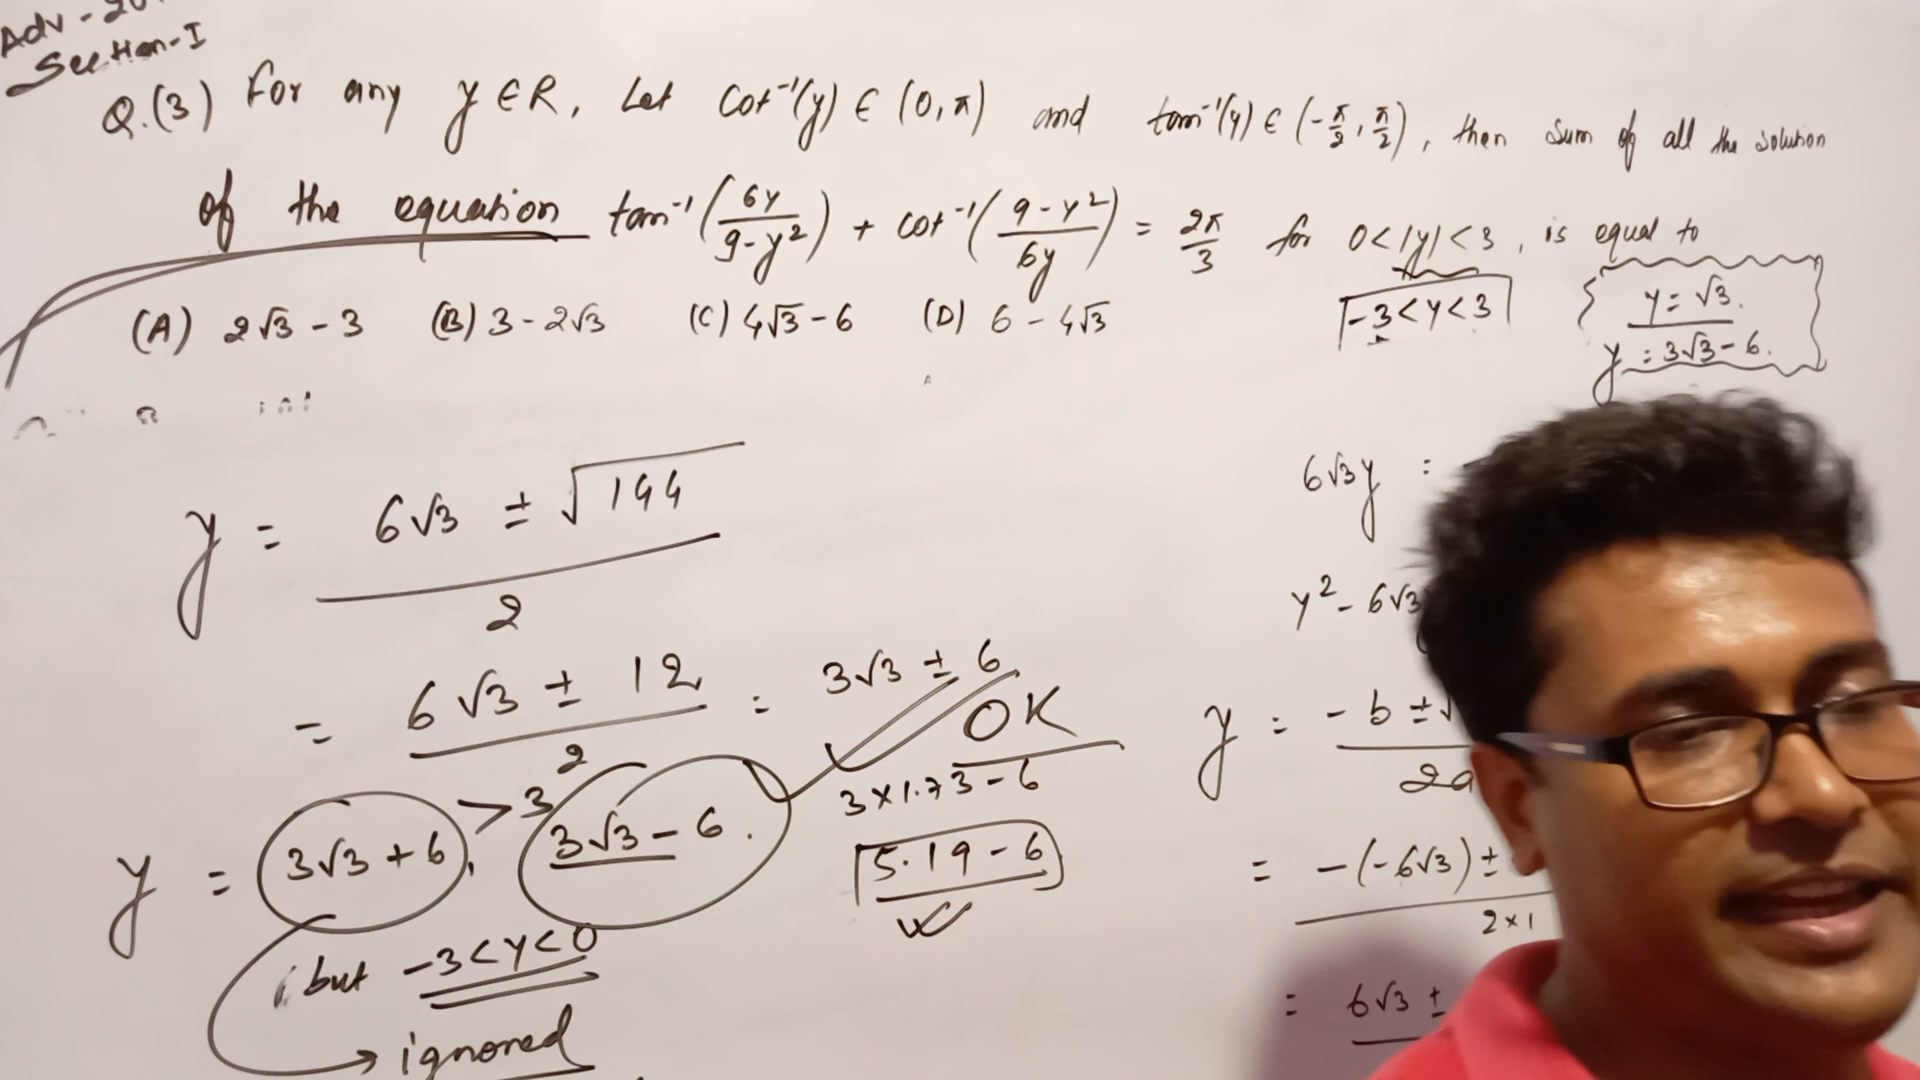 Adv - 20
Section-I
Q.(3) For any y ∈ R, Let cot⁻¹(y) ∈ (0, π) and tan⁻¹(y) ∈ (-π/2, π/2), then sum of all the solution
of the equation tan⁻¹(6y/(9-y²)) + cot⁻¹((9-y²)/6y) = 2π/3 for 0<|y|<3, is equal to
(A) 2√3 - 3 (B) 3 - 2√3 (C) 4√3 - 6 (D) 6 - 4√3
-3<y<3
y = √3.
y = 3√3 - 6.
y = (6√3 ± √144)/2
= (6√3 ± 12)/2 = 3√3 ± 6
OK
y = 3√3 + 6, >3 3√3 - 6.
3×1.73 - 6
5.19 - 6
but -3<y<0
ignored
6√3y =
y² - 6√3
y = (-b ± √)/2a
= (-(-6√3) ±)/(2×1)
= 6√3 ±